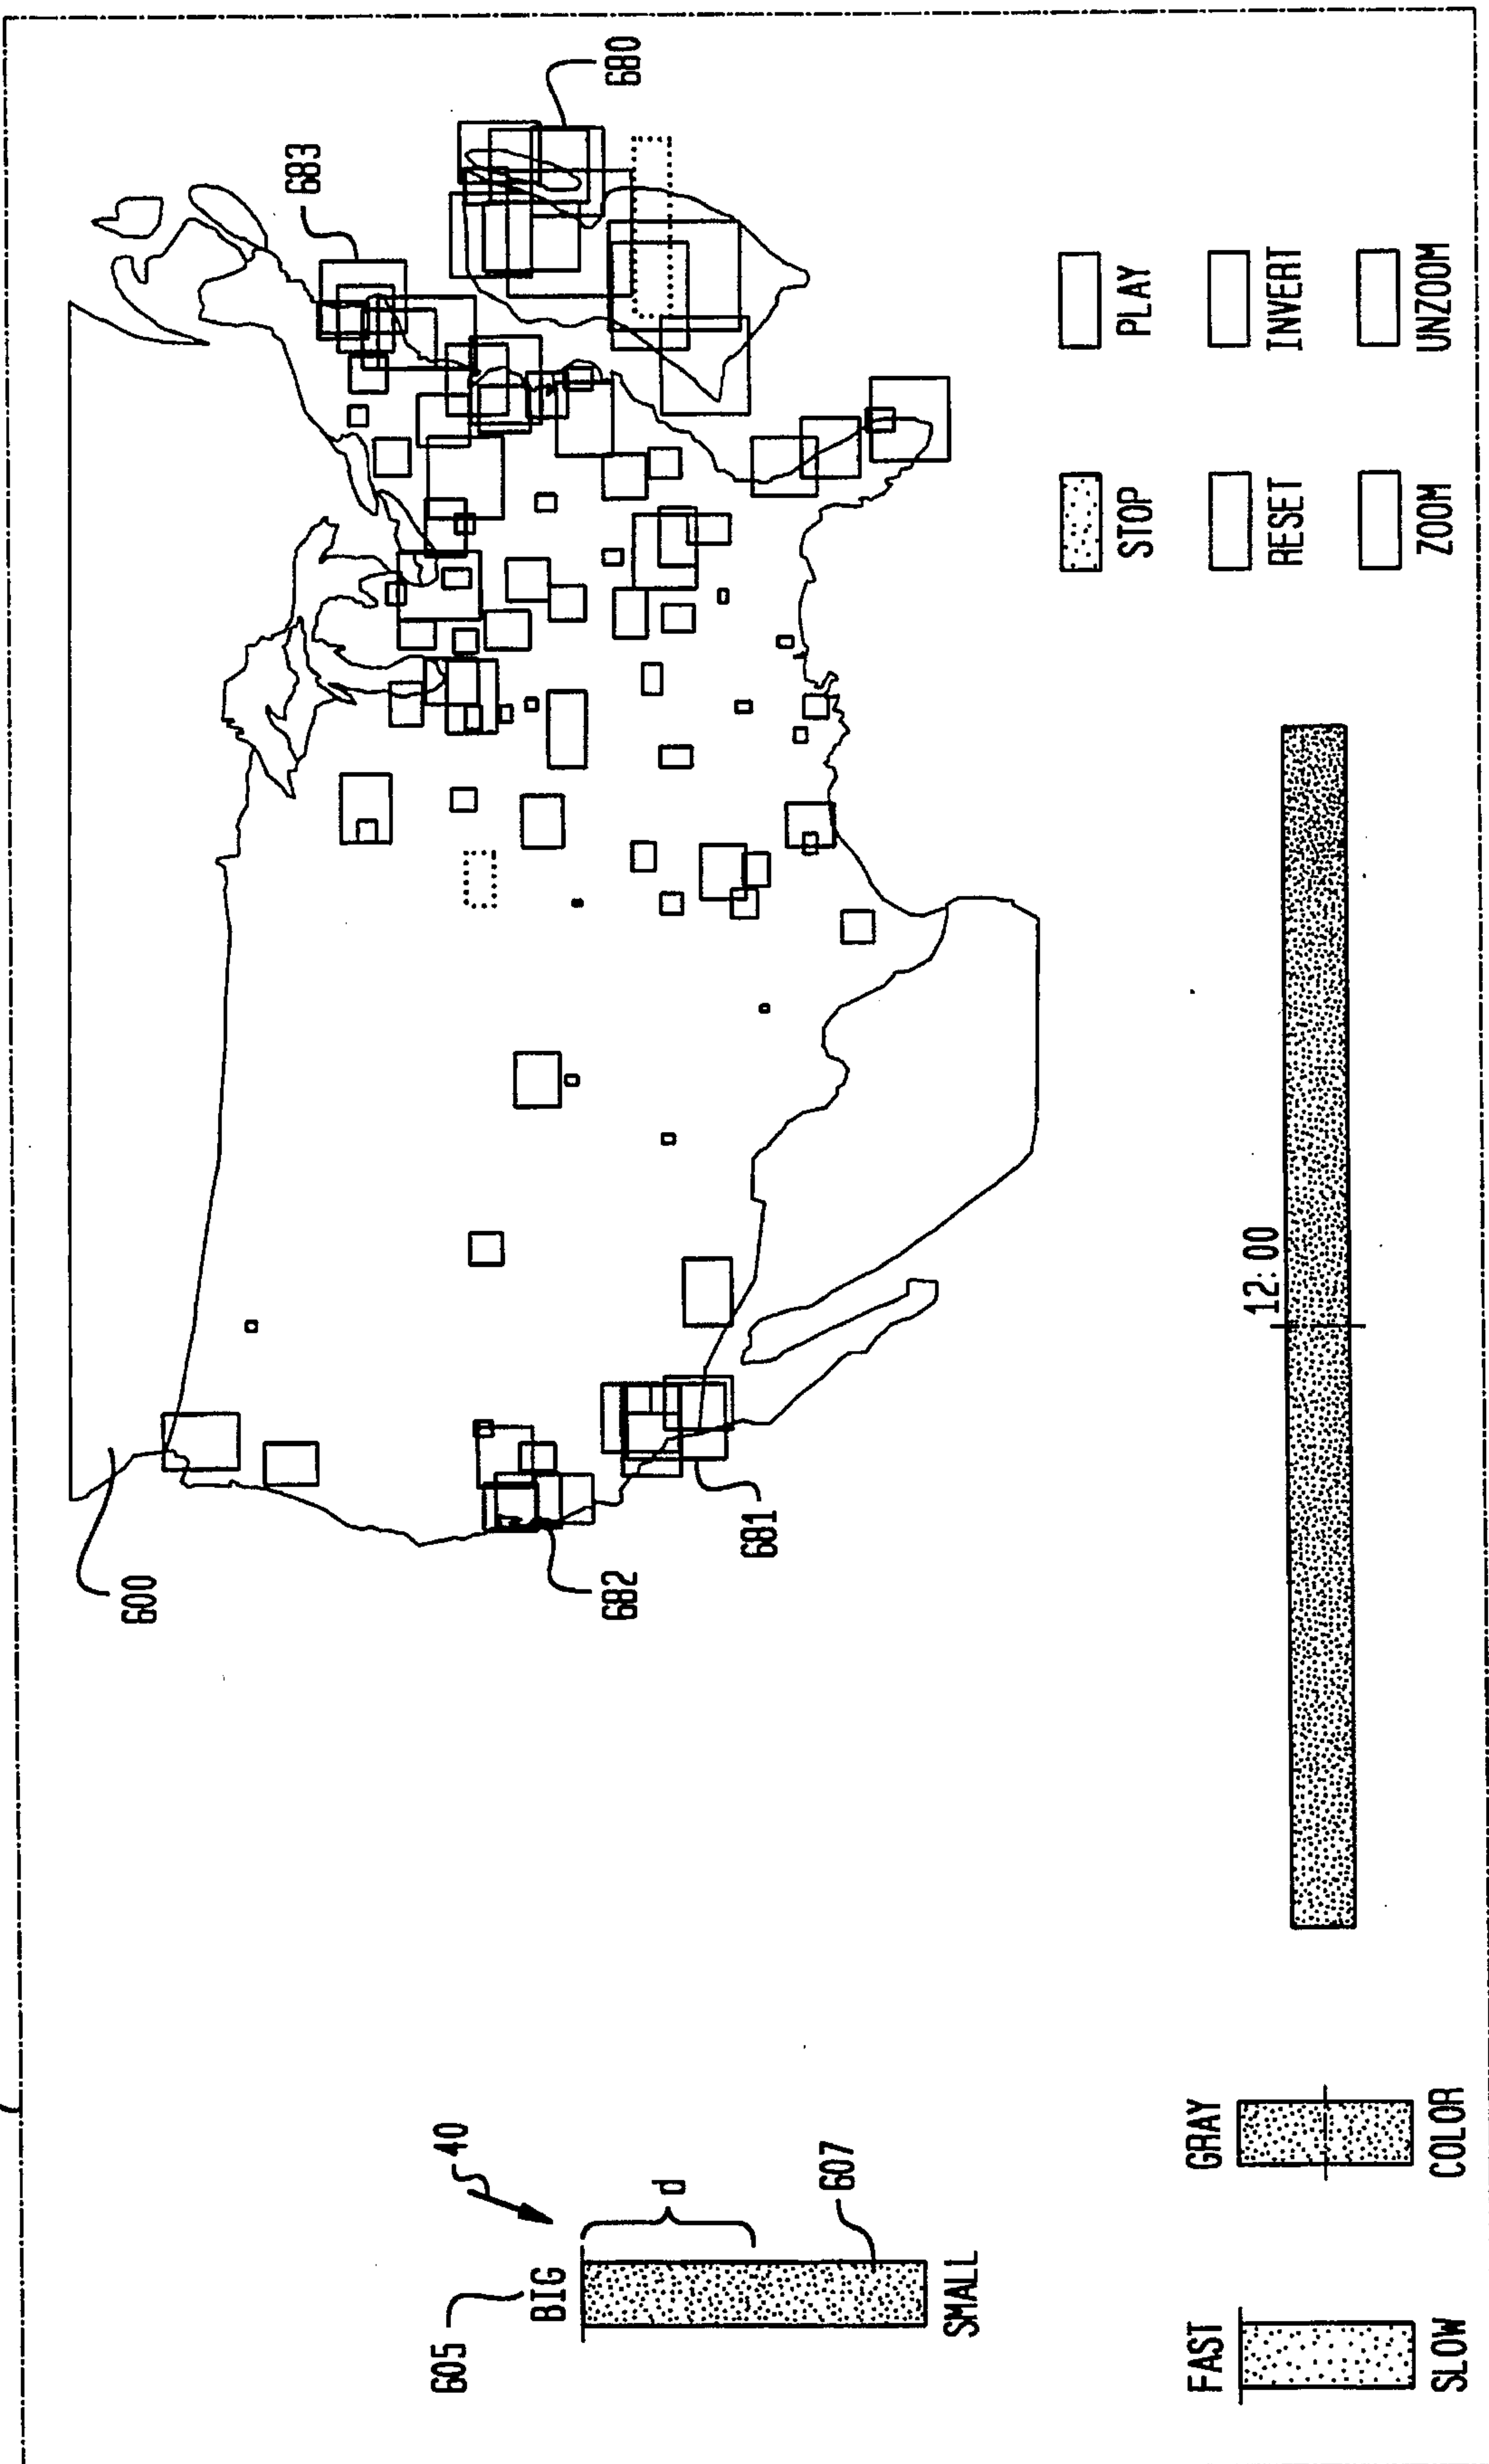 600
683
680
682
681
605
40
BIG
d
607
SMALL
12:00
STOP
PLAY
RESET
INVERT
ZOOM
UNZOOM
FAST
SLOW
GRAY
COLOR